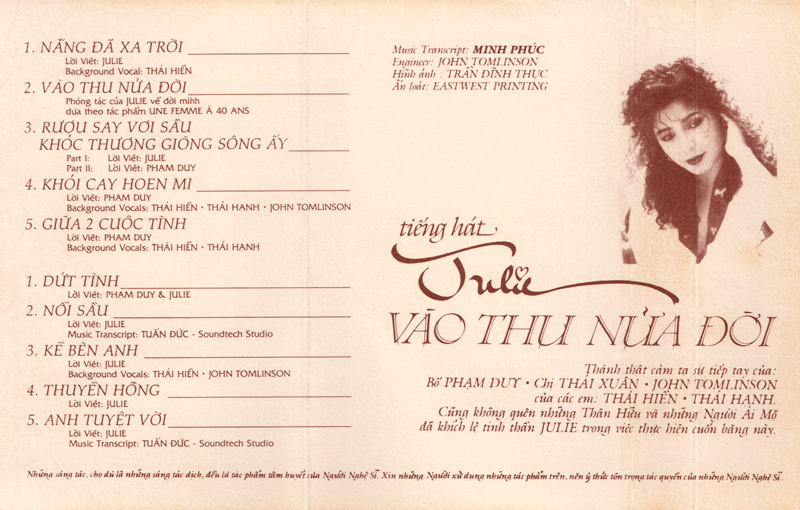 1. NẮNG ĐÃ XA TRỜI
Lời Việt: JULIE
Background Vocal: THÁI HIỀN
2. VÀO THU NỬA ĐỜI
Phóng tác của JULIE về đời mình
dựa theo tác phẩm UNE FEMME À 40 ANS
3. RƯỢU SAY VƠI SẦU
KHÓC THƯƠNG GIÒNG SÔNG ẤY
Part I: Lời Việt: JULIE
Part II: Lời Việt: PHẠM DUY
4. KHÓI CAY HOEN MI
Lời Việt: PHẠM DUY
Background Vocals: THÁI HIỀN • THÁI HẠNH • JOHN TOMLINSON
5. GIỮA 2 CUỘC TÌNH
Lời Việt: PHẠM DUY
Background Vocals: THÁI HIỀN • THÁI HẠNH
1. DỨT TÌNH
Lời Việt: PHẠM DUY & JULIE
2. NỖI SẦU
Lời Việt: JULIE
Music Transcript: TUẤN ĐỨC - Soundtech Studio
3. KỀ BÊN ANH
Lời Việt: JULIE
Background Vocals: THÁI HIỀN • JOHN TOMLINSON
4. THUYỀN HỒNG
Lời Việt: JULIE
5. ANH TUYỆT VỜI
Lời Việt: JULIE
Music Transcript: TUẤN ĐỨC - Soundtech Studio
Music Transcript: MINH PHÚC
Engineer: JOHN TOMLINSON
Hình ảnh : TRẦN ĐÌNH THỤC
Ấn loát: EASTWEST PRINTING
tiếng hát
Julie
VÀO THU NỬA ĐỜI
Thành thật cảm tạ sự tiếp tay của:
Bố PHẠM DUY • Chị THÁI XUÂN • JOHN TOMLINSON
của các em: THÁI HIỀN • THÁI HẠNH.
Cũng không quên những Thân Hữu và những Người Ái Mộ
đã khích lệ tinh thần JULIE trong việc thực hiện cuốn băng này.
Những sáng tác, cho dù là những sáng tác dịch, đều là tác phẩm tâm huyết của Người Nghệ Sĩ. Xin những Người sử dụng những tác phẩm trên, nên ý thức tôn trọng tác quyền của những Người Nghệ Sĩ.